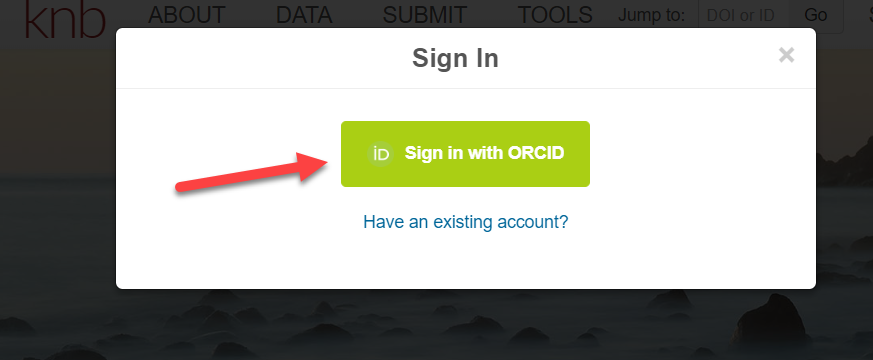 knb ABOUT DATA SUBMIT TOOLS Jump to: DOI or ID Go
Sign In
×
iD Sign in with ORCID
Have an existing account?